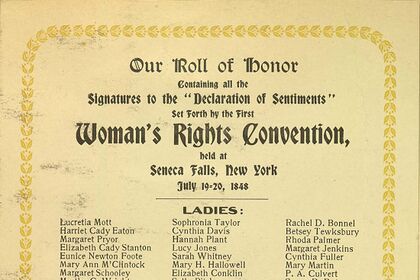 Our Roll of Honor
Containing all the
Signatures to the "Declaration of Sentiments"
Set Forth by the First
Woman's Rights Convention,
held at
Seneca Falls, New York
July 19-20, 1848
LADIES:
Lucretia Mott
Harriet Cady Eaton
Margaret Pryor
Elizabeth Cady Stanton
Eunice Newton Foote
Mary Ann M'Clintock
Margaret Schooley
Sophronia Taylor
Cynthia Davis
Hannah Plant
Lucy Jones
Sarah Whitney
Mary H. Hallowell
Elizabeth Conklin
Rachel D. Bonnel
Betsey Tewksbury
Rhoda Palmer
Margaret Jenkins
Cynthia Fuller
Mary Martin
P. A. Culvert